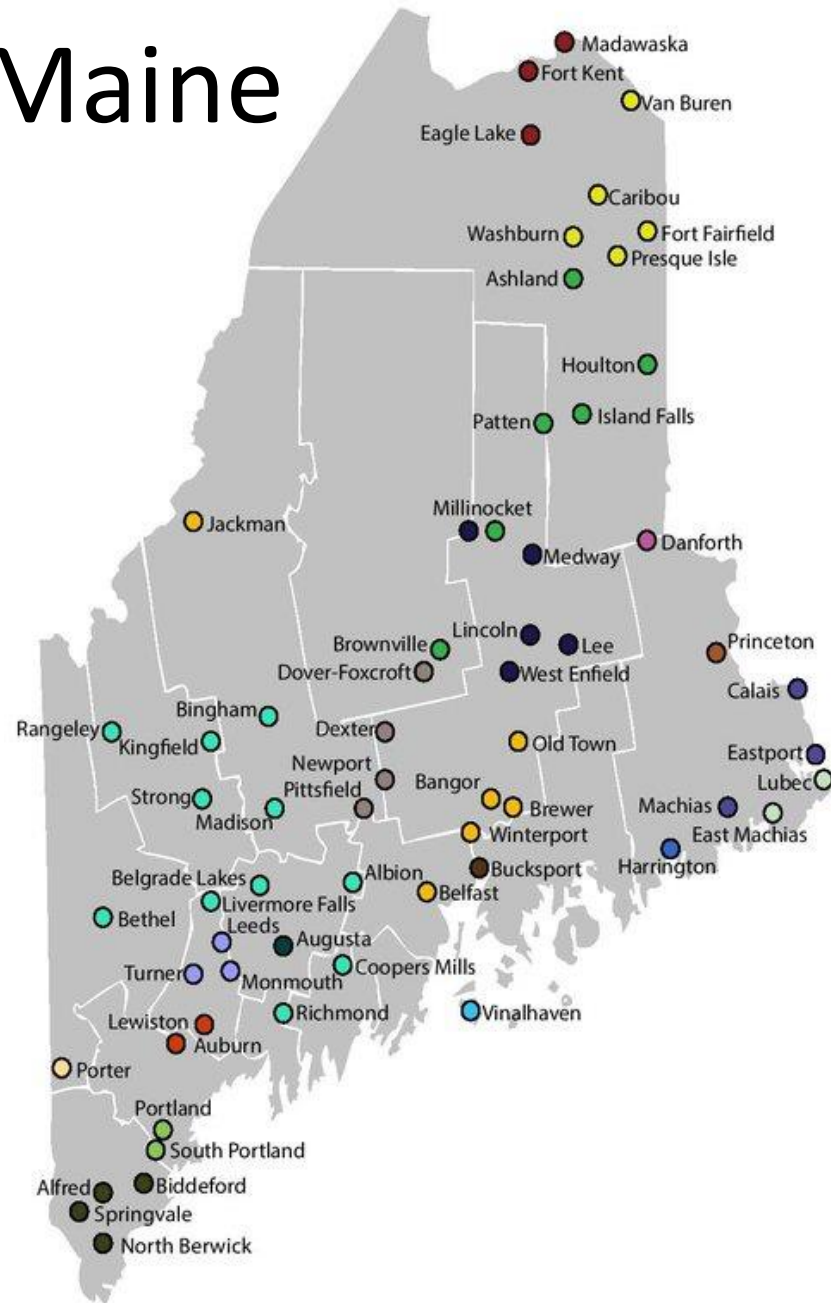 Maine
Madawaska
Fort Kent
Van Buren
Eagle Lake
Caribou
Washburn
Fort Fairfield
Presque Isle
Ashland
Houlton
Island Falls
Patten
Millinocket
Jackman
Danforth
Medway
Lincoln
Lee
Brownville
Princeton
Dover-Foxcroft
West Enfield
Calais
Bingham
Rangeley
Kingfield
Dexter
Old Town
Eastport
Newport
Lubec
Bangor
Pittsfield
Strong
Machias
Brewer
Madison
East Machias
Winterport
Harrington
Bucksport
Albion
Belgrade Lakes
Belfast
Livermore Falls
Bethel
Leeds
Augusta
Coopers Mills
Turner
Monmouth
Richmond
Vinalhaven
Lewiston
Auburn
Porter
Portland
South Portland
Alfred
Biddeford
Springvale
North Berwick